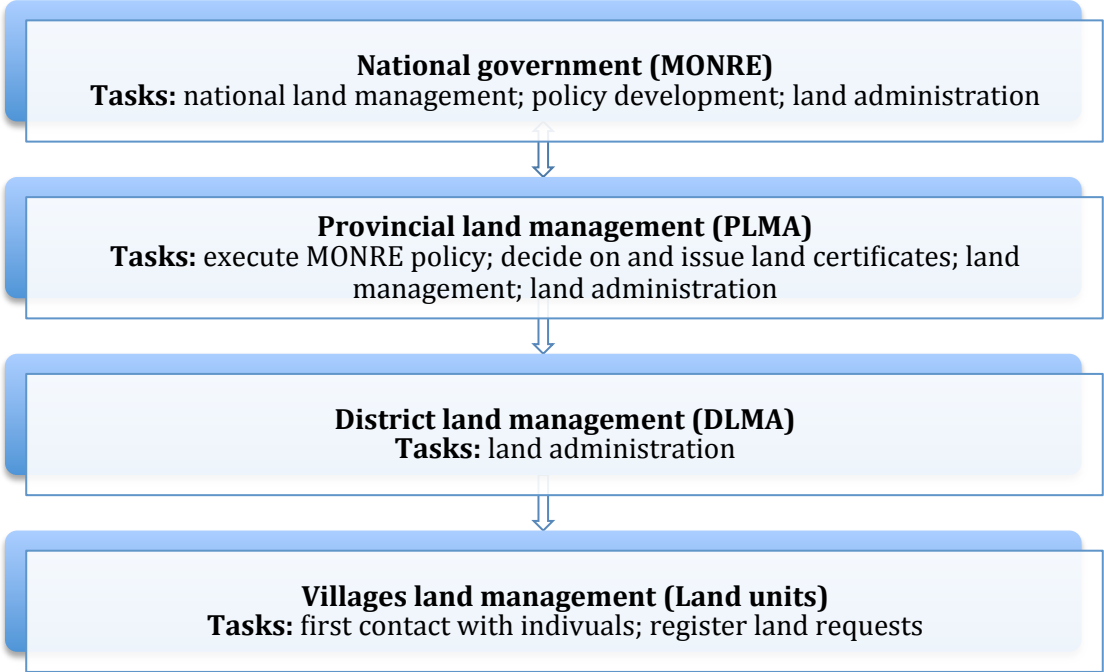 National government (MONRE)
Tasks: national land management; policy development; land administration
Provincial land management (PLMA)
Tasks: execute MONRE policy; decide on and issue land certificates; land
management; land administration
District land management (DLMA)
Tasks: land administration
Villages land management (Land units)
Tasks: first contact with indivuals; register land requests